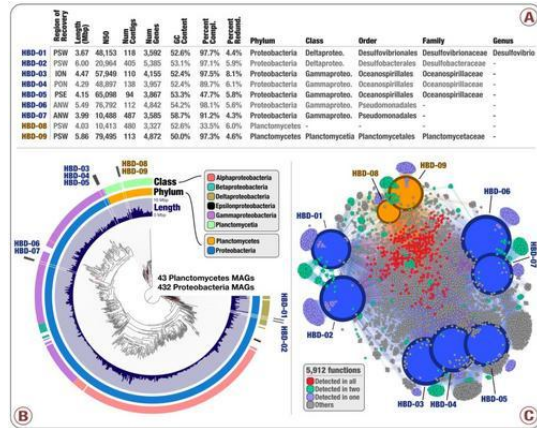 A
Region of Recovery Length (Mbp) N50 Num Contigs Num Genes GC Content Percent Compl. Percent Redund. Phylum Class Order Family Genus
HBD-01 PSW 3.67 48,153 118 3,592 52.6% 97.7% 4.4% Proteobacteria Deltaproteo. Desulfovibrionales Desulfovibrionaceae Desulfovibrio
HBD-02 PSW 6.00 20,964 405 5,385 53.1% 97.1% 5.9% Proteobacteria Deltaproteo. Desulfobacterales Desulfobacteraceae -
HBD-03 ION 4.47 57,949 110 4,155 52.4% 97.5% 8.1% Proteobacteria Gammaproteo. Oceanospirillales Oceanospirillaceae -
HBD-04 PON 4.29 48,897 138 3,957 52.4% 89.7% 6.1% Proteobacteria Gammaproteo. Oceanospirillales Oceanospirillaceae -
HBD-05 PSE 4.15 65,098 94 3,867 53.3% 47.7% 5.8% Proteobacteria Gammaproteo. Oceanospirillales Oceanospirillaceae -
HBD-06 ANW 5.49 76,792 112 4,842 54.2% 98.1% 5.6% Proteobacteria Gammaproteo. Pseudomonadales - -
HBD-07 ANW 3.99 10,488 487 3,585 58.7% 91.2% 4.3% Proteobacteria Gammaproteo. Pseudomonadales - -
HBD-08 PSW 4.03 10,413 480 3,327 52.6% 33.5% 6.0% Planctomycetes - - - -
HBD-09 PSW 5.86 79,495 113 4,872 50.0% 97.3% 4.6% Proteobacteria Planctomycetia Planctomycetales Planctomycetaceae -
HBD-03
HBD-04
HBD-05
HBD-08
HBD-09
Class
Phylum
Length
Alphaproteobacteria
Betaproteobacteria
Deltaproteobacteria
Epsilonproteobacteria
Gammaproteobacteria
Planctomycetia
Planctomycetes
Proteobacteria
HBD-06
HBD-07
43 Planctomycetes MAGs
432 Proteobacteria MAGs
HBD-01
HBD-02
B
HBD-08
HBD-09
HBD-01
HBD-06
HBD-07
HBD-02
5,912 functions
Detected in all
Detected in two
Detected in one
Others
HBD-03
HBD-04
HBD-05
C